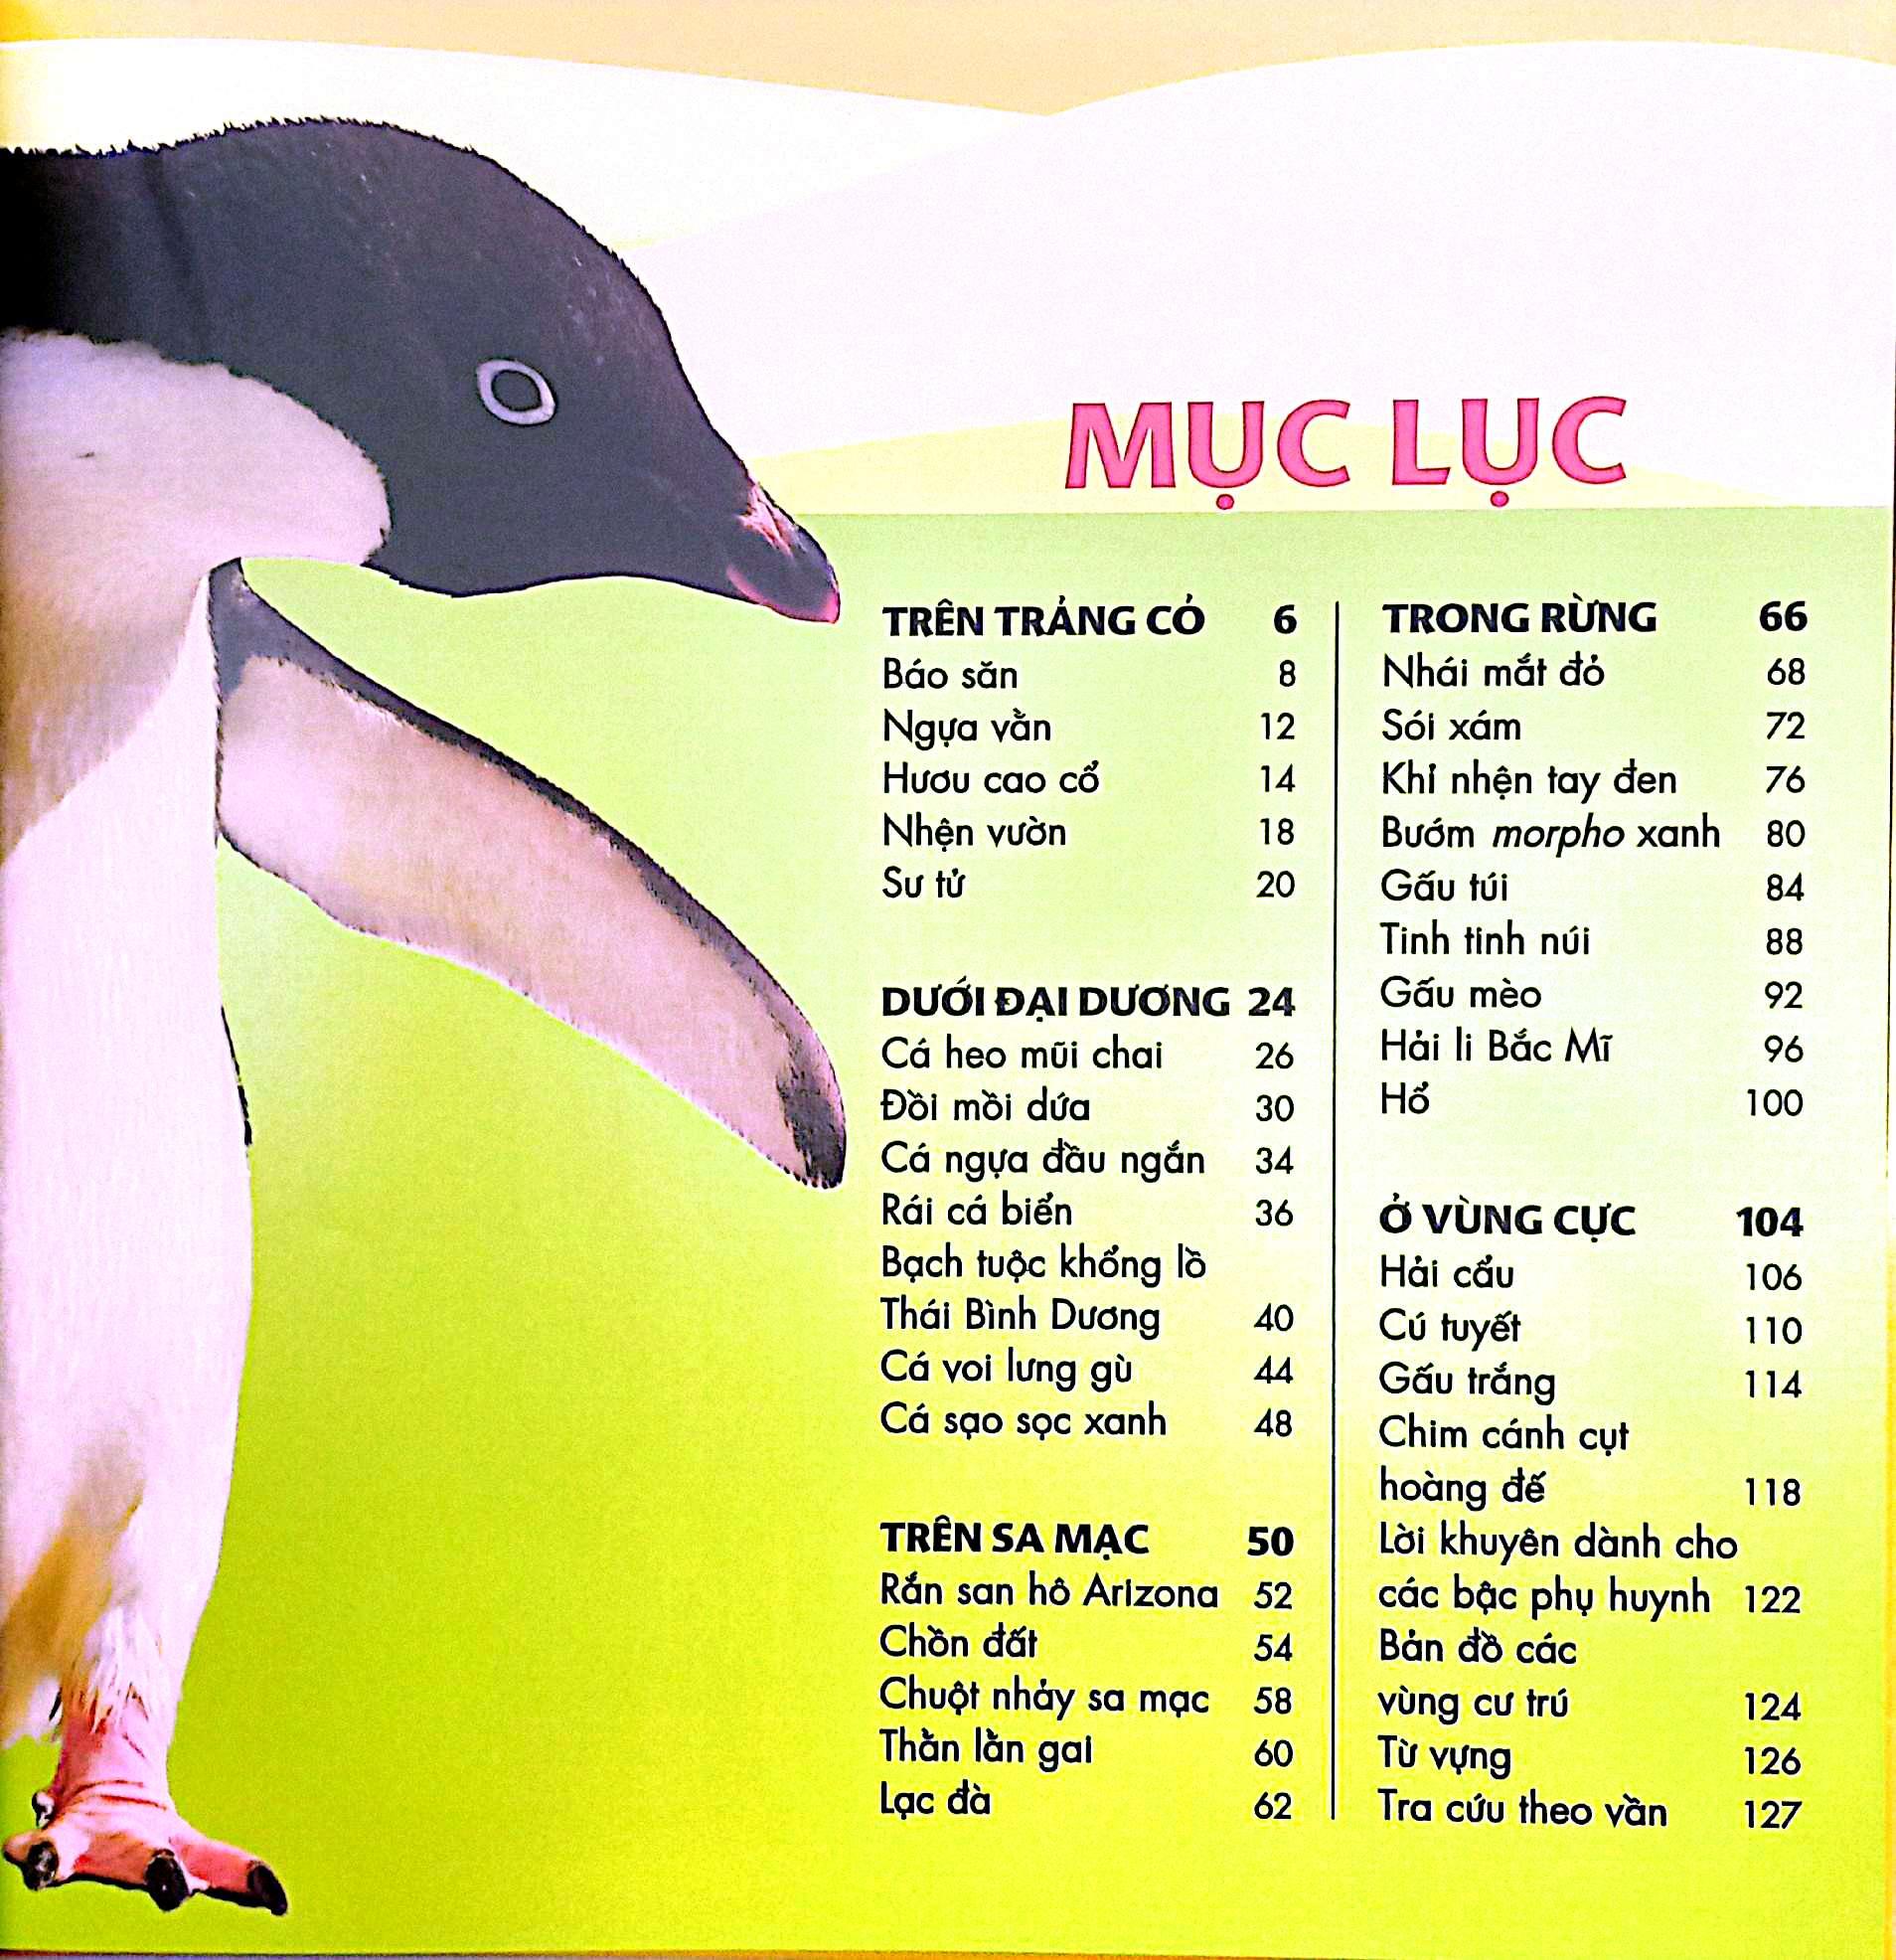 MỤC LỤC
TRÊN TRẢNG CỎ 6
Báo săn 8
Ngựa vằn 12
Hươu cao cổ 14
Nhện vườn 18
Sư tử 20
DƯỚI ĐẠI DƯƠNG 24
Cá heo mũi chai 26
Đồi mồi dứa 30
Cá ngựa đầu ngắn 34
Rái cá biển 36
Bạch tuộc khổng lồ
Thái Bình Dương 40
Cá voi lưng gù 44
Cá sạo sọc xanh 48
TRÊN SA MẠC 50
Rắn san hô Arizona 52
Chồn đất 54
Chuột nhảy sa mạc 58
Thằn lằn gai 60
Lạc đà 62
TRONG RỪNG 66
Nhái mắt đỏ 68
Sói xám 72
Khỉ nhện tay đen 76
Bướm morpho xanh 80
Gấu túi 84
Tinh tinh núi 88
Gấu mèo 92
Hải li Bắc Mĩ 96
Hổ 100
Ở VÙNG CỰC 104
Hải cẩu 106
Cú tuyết 110
Gấu trắng 114
Chim cánh cụt
hoàng đế 118
Lời khuyên dành cho
các bậc phụ huynh 122
Bản đồ các
vùng cư trú 124
Từ vựng 126
Tra cứu theo vần 127